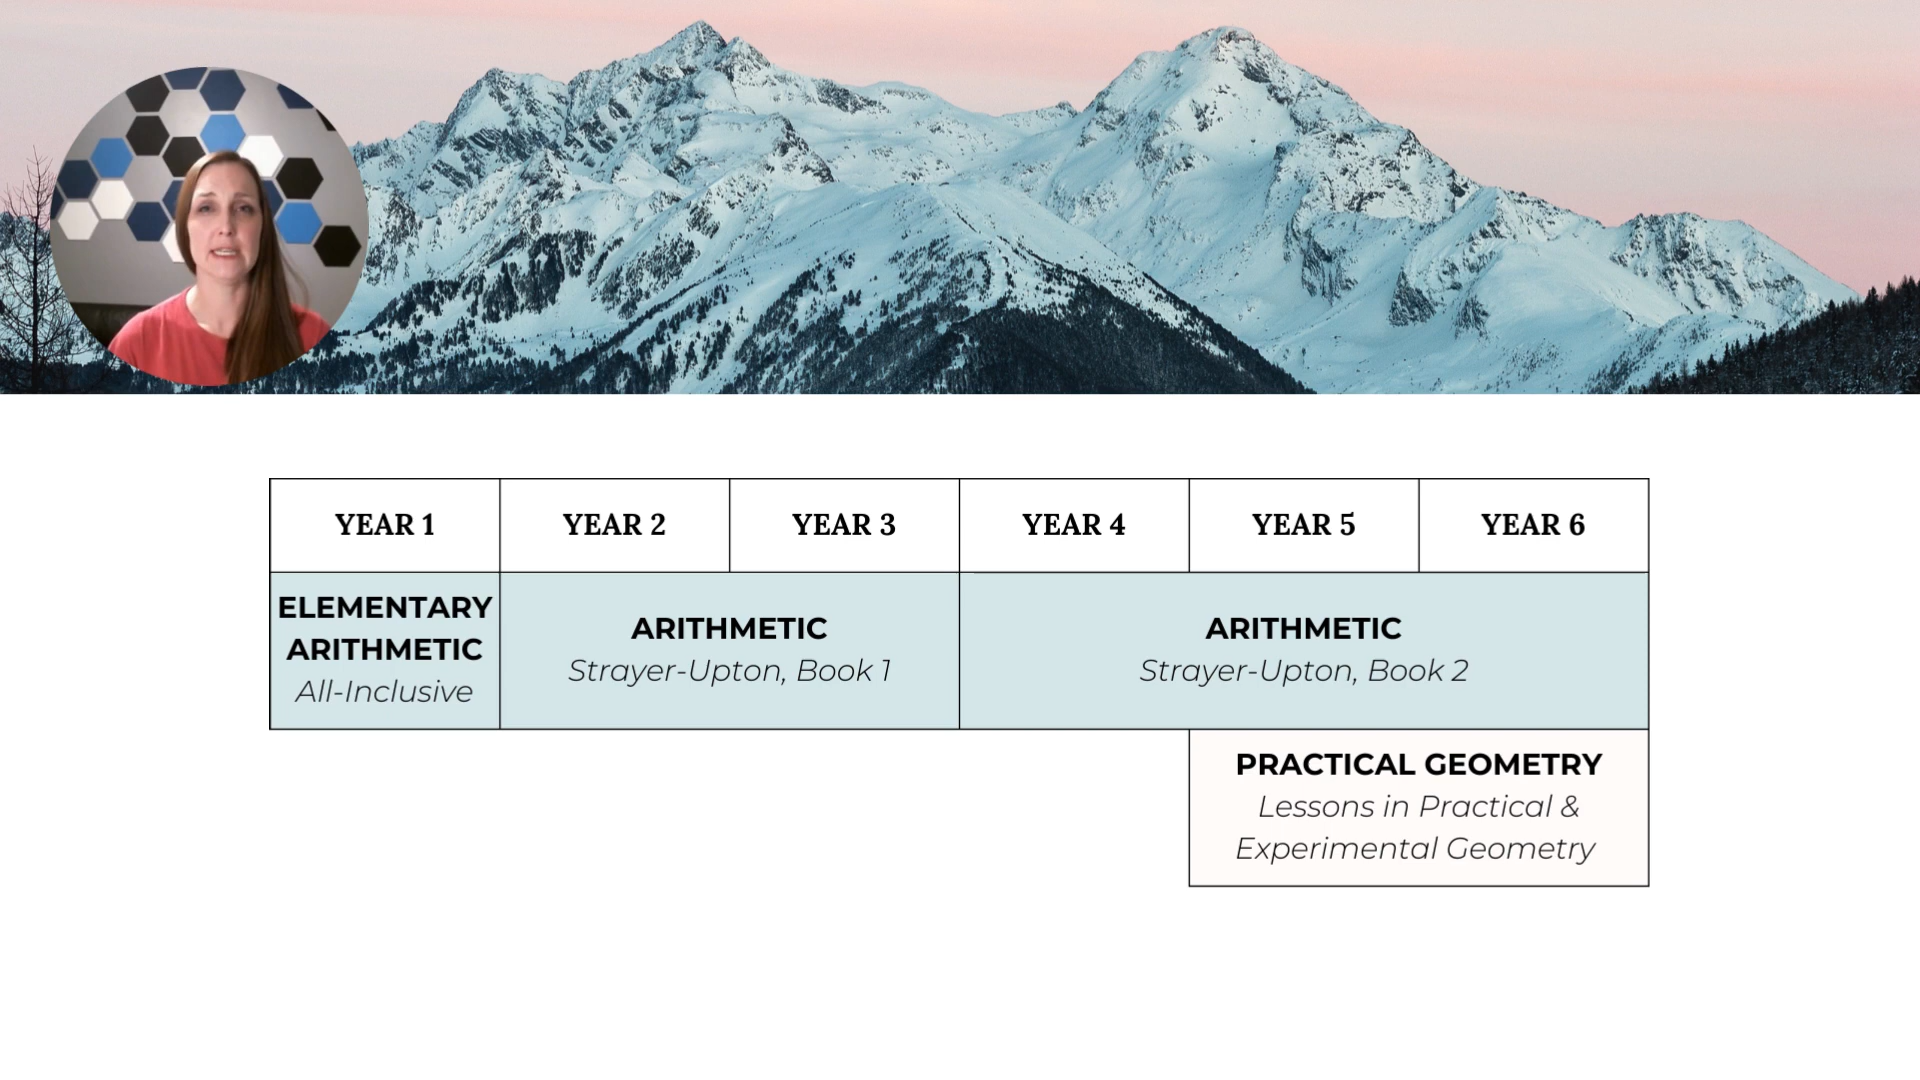 YEAR 1
YEAR 2
YEAR 3
YEAR 4
YEAR 5
YEAR 6
ELEMENTARY
ARITHMETIC
All-Inclusive
ARITHMETIC
Strayer-Upton, Book 1
ARITHMETIC
Strayer-Upton, Book 2
PRACTICAL GEOMETRY
Lessons in Practical &
Experimental Geometry